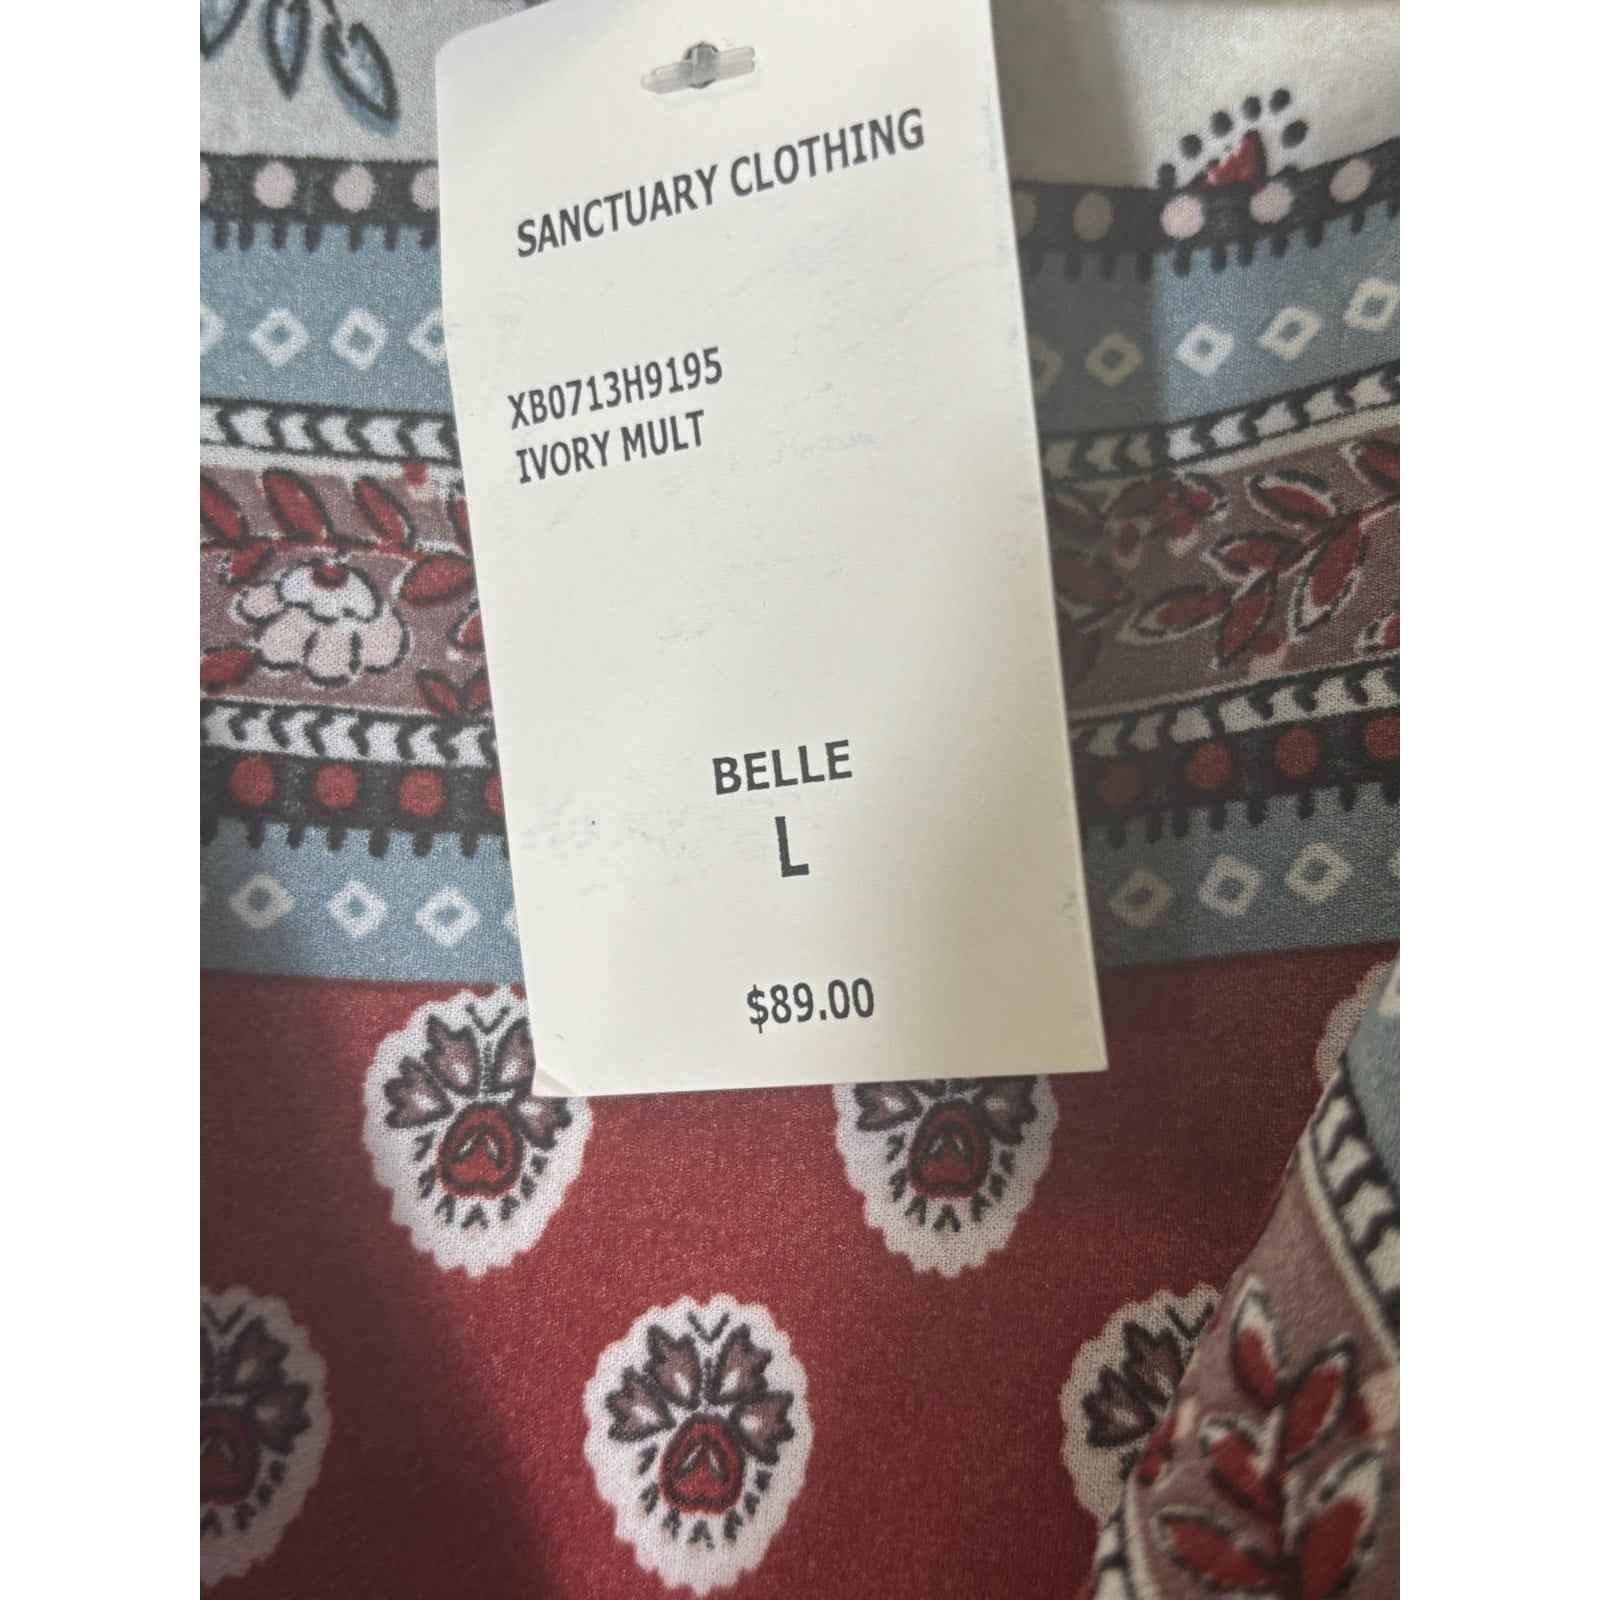 SANCTUARY CLOTHING
XB0713H9195
IVORY MULT
BELLE
L
$89.00